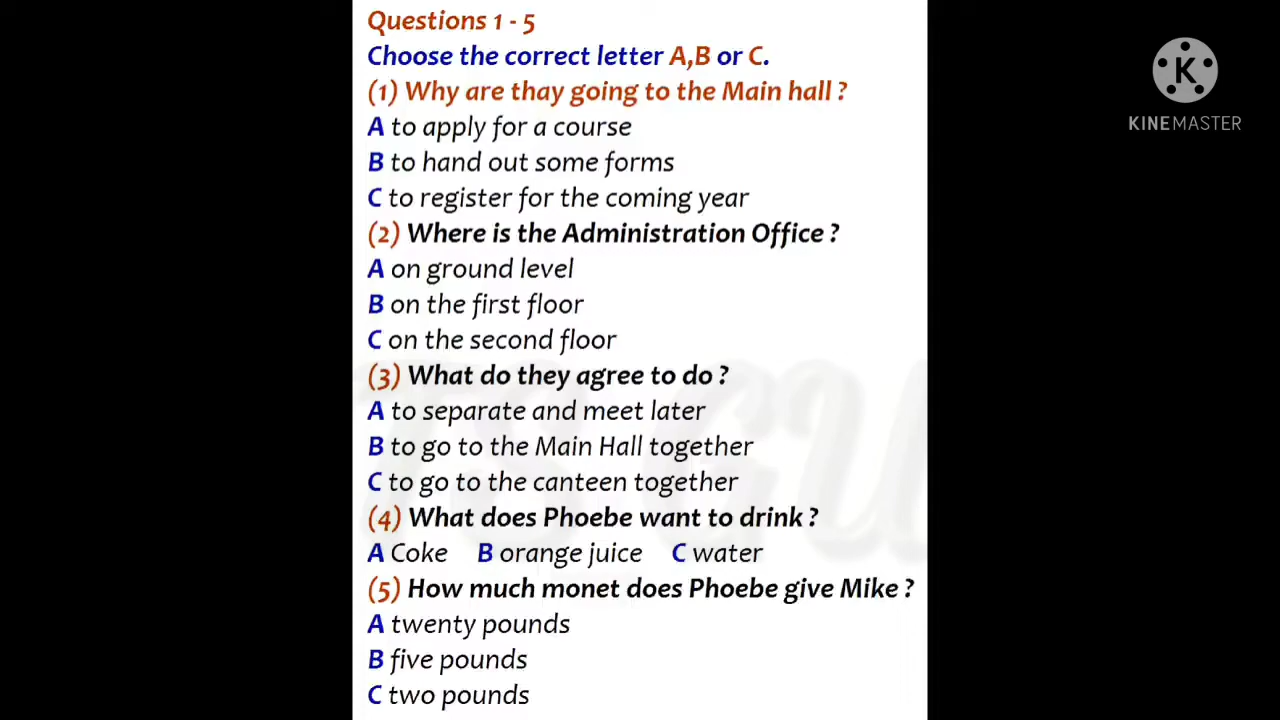 Questions 1 - 5
Choose the correct letter A,B or C.
(1) Why are thay going to the Main hall ?
A to apply for a course
B to hand out some forms
C to register for the coming year
(2) Where is the Administration Office ?
A on ground level
B on the first floor
C on the second floor
(3) What do they agree to do ?
A to separate and meet later
B to go to the Main Hall together
C to go to the canteen together
(4) What does Phoebe want to drink ?
A Coke B orange juice C water
(5) How much monet does Phoebe give Mike ?
A twenty pounds
B five pounds
C two pounds
K
KINEMASTER